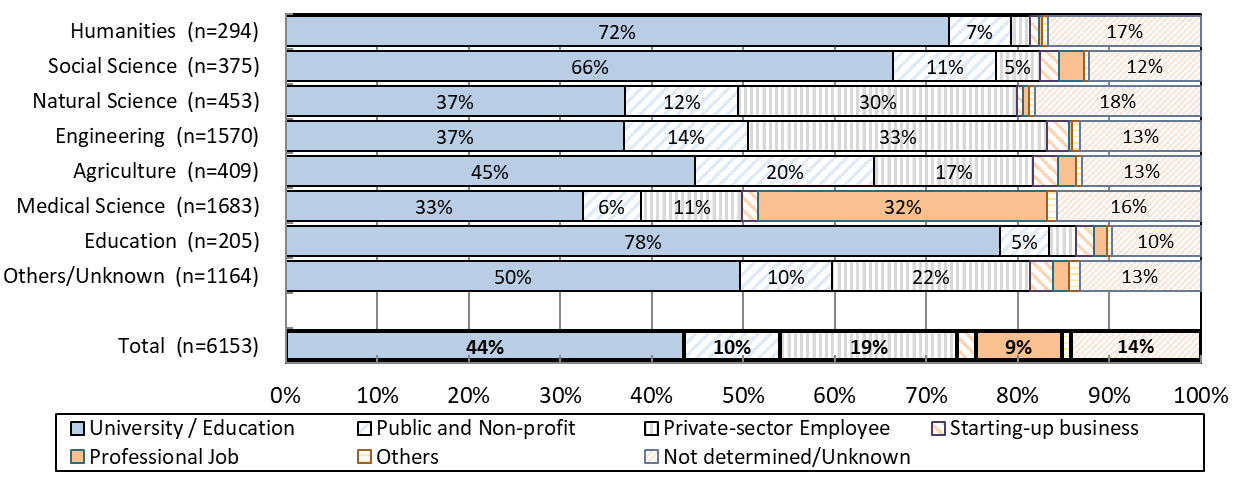 Humanities (n=294) 72% 7% 17%
Social Science (n=375) 66% 11% 5% 12%
Natural Science (n=453) 37% 12% 30% 18%
Engineering (n=1570) 37% 14% 33% 13%
Agriculture (n=409) 45% 20% 17% 13%
Medical Science (n=1683) 33% 6% 11% 32% 16%
Education (n=205) 78% 5% 10%
Others/Unknown (n=1164) 50% 10% 22% 13%
Total (n=6153) 44% 10% 19% 9% 14%
0% 10% 20% 30% 40% 50% 60% 70% 80% 90% 100%
University / Education Public and Non-profit Private-sector Employee Starting-up business
Professional Job Others Not determined/Unknown